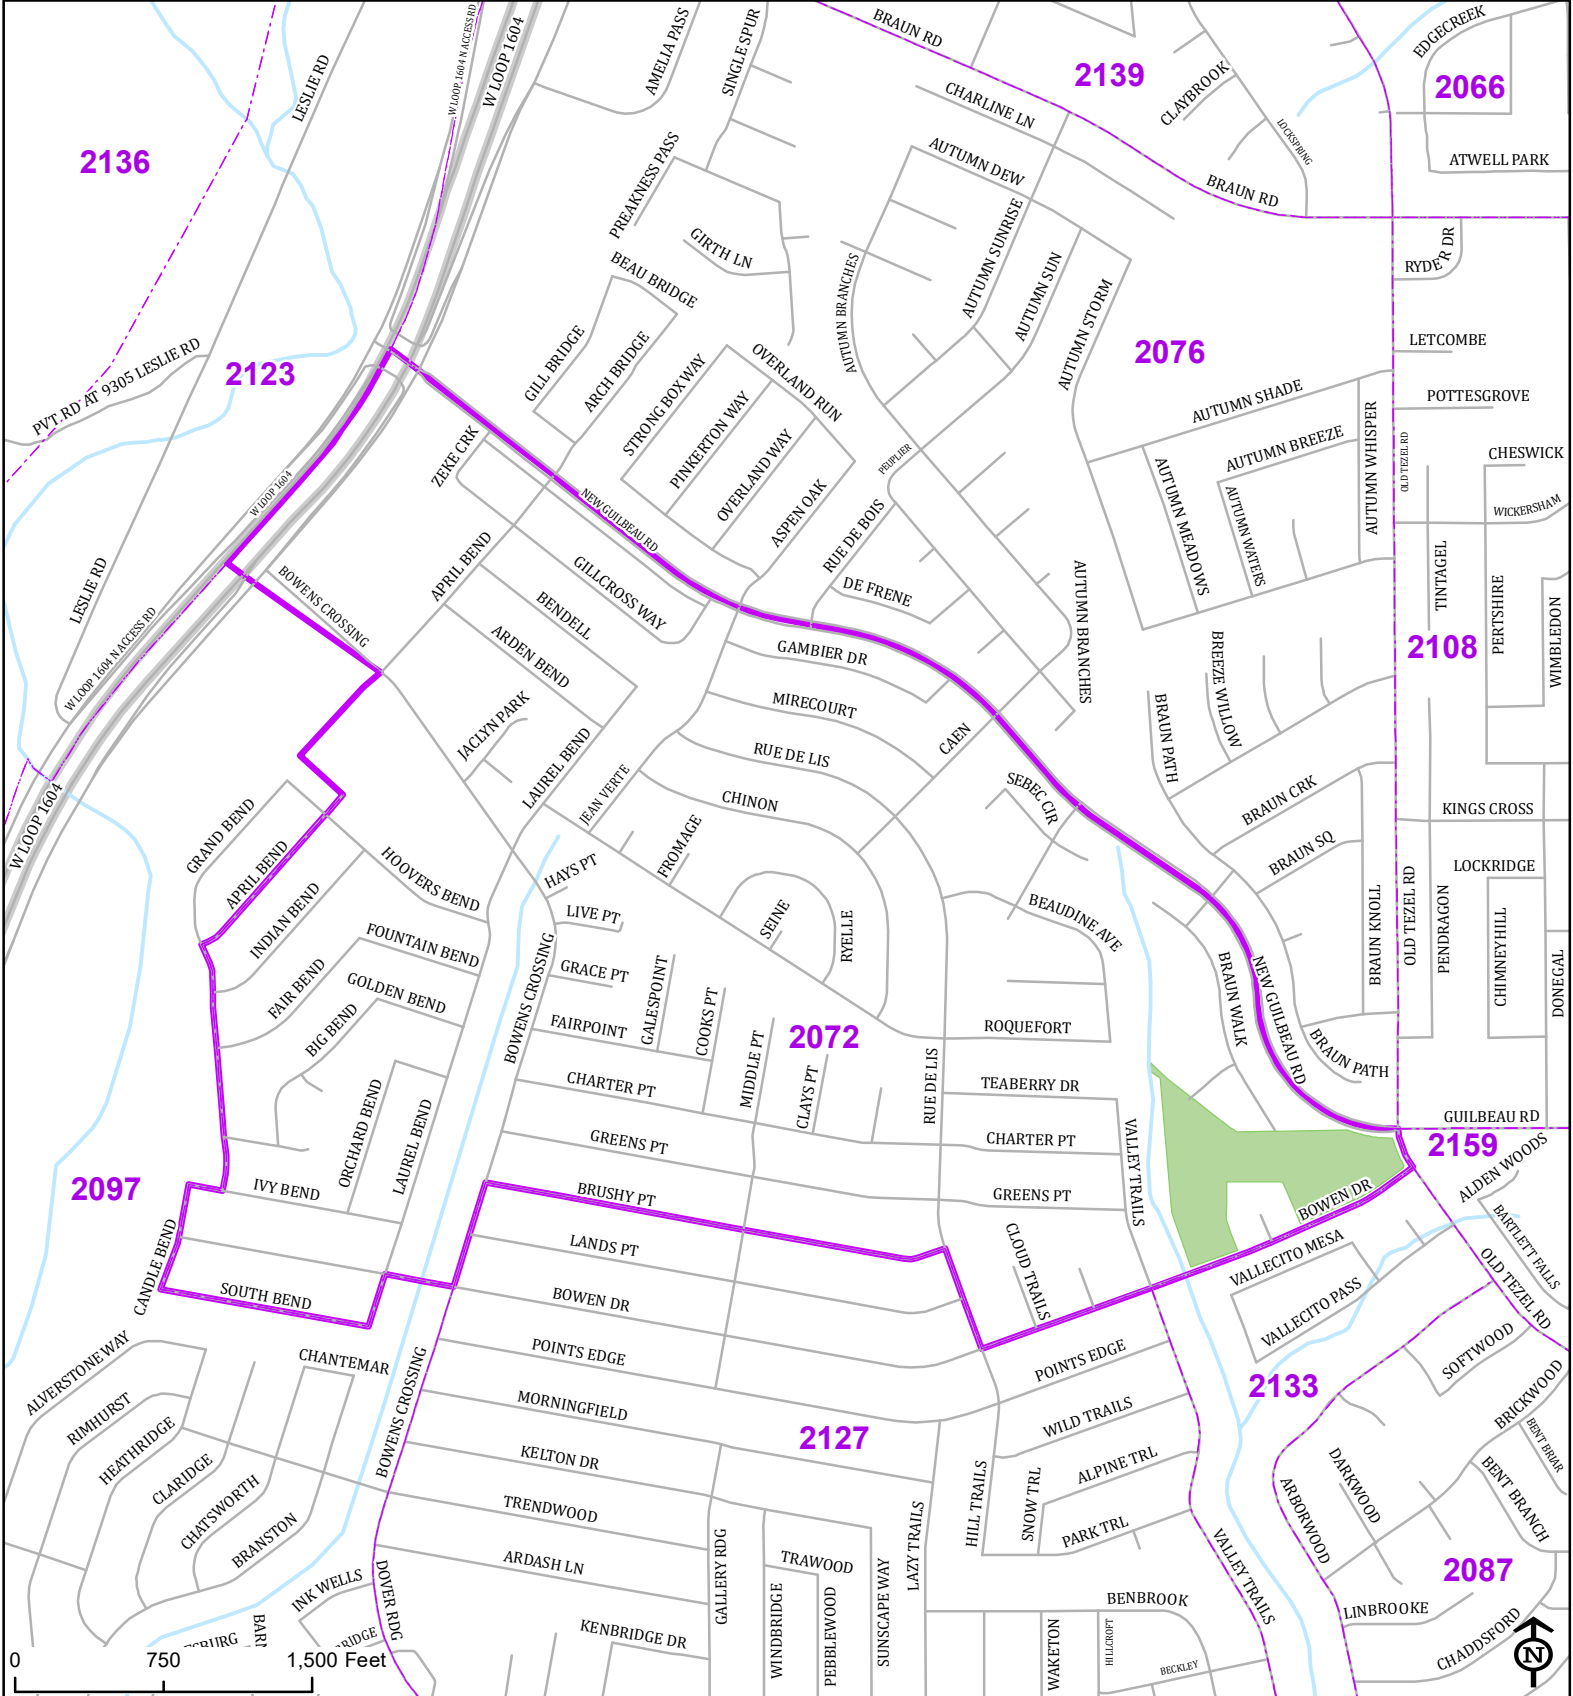 BRAUN RD
AMELIA PASS
SINGLE SPUR
W LOOP 1604 N ACCESS RD
W LOOP 1604
LESLIE RD
2139
CLAYBROOK
EDGECREEK
2066
CHARLINE LN
LOCKSPRING
ATWELL PARK
2136
AUTUMN DEW
BRAUN RD
PREAKNESS PASS
GIRTH LN
BEAU BRIDGE
AUTUMN BRANCHES
AUTUMN SUNRISE
AUTUMN SUN
AUTUMN STORM
RYDER DR
LETCOMBE
2076
2123
PVT RD AT 9305 LESLIE RD
GILL BRIDGE
ARCH BRIDGE
STRONG BOX WAY
OVERLAND RUN
PINKERTON WAY
OVERLAND WAY
ASPEN OAK
PEUPLIER
AUTUMN SHADE
AUTUMN BREEZE
AUTUMN WHISPER
OLD TEZEL RD
POTTESGROVE
CHESWICK
WICKERSHAM
ZEKE CRK
NEW GUILBEAU RD
W LOOP 1604
RUE DE BOIS
AUTUMN MEADOWS
AUTUMN WATERS
APRIL BEND
GILLCROSS WAY
DE FRENE
BENDELL
ARDEN BEND
AUTUMN BRANCHES
TINTAGEL
PERTSHIRE
WIMBLEDON
LESLIE RD
BOWENS CROSSING
W LOOP 1604 N ACCESS RD
GAMBIER DR
MIRECOURT
RUE DE LIS
CAEN
BREEZE WILLOW
BRAUN PATH
2108
JACLYN PARK
LAUREL BEND
JEAN VERTE
CHINON
SEBEC CIR
BRAUN CRK
BRAUN SQ
KINGS CROSS
LOCKRIDGE
W LOOP 1604
GRAND BEND
APRIL BEND
HOOVERS BEND
INDIAN BEND
HAYS PT
FROMAGE
LIVE PT
SEINE
RYELLE
BEAUDINE AVE
BRAUN KNOLL
OLD TEZEL RD
PENDRAGON
CHIMNEYHILL
DONEGAL
FOUNTAIN BEND
FAIR BEND
GOLDEN BEND
BIG BEND
BOWENS CROSSING
GRACE PT
GALESPOINT
COOKS PT
FAIRPOINT
2072
ROQUEFORT
BRAUN WALK
NEW GUILBEAU RD
BRAUN PATH
MIDDLE PT
CLAYS PT
RUE DE LIS
CHARTER PT
TEABERRY DR
ORCHARD BEND
LAUREL BEND
GREENS PT
CHARTER PT
VALLEY TRAILS
GUILBEAU RD
2159
ALDEN WOODS
2097
IVY BEND
BRUSHY PT
GREENS PT
BOWEN DR
BARTLETT FALLS
CANDLE BEND
LANDS PT
CLOUD TRAILS
VALLECITO MESA
OLD TEZEL RD
SOUTH BEND
BOWEN DR
VALLECITO PASS
ALVERSTONE WAY
CHANTEMAR
POINTS EDGE
POINTS EDGE
SOFTWOOD
RIMHURST
BOWENS CROSSING
MORNINGFIELD
2133
BRICKWOOD
HEATHRIDGE
WILD TRAILS
BENT BRIAR
2127
CLARIDGE
KELTON DR
ALPINE TRL
CHATSWORTH
HILL TRAILS
SNOW TRL
DARKWOOD
BENT BRANCH
TRENDWOOD
LAZY TRAILS
PARK TRL
ARBORWOOD
BRANSTON
ARDASH LN
GALLERY RDG
TRAWOOD
SUNSCAPE WAY
VALLEY TRAILS
2087
INK WELLS
DOVER RDG
WINDBRIDGE
PEBBLEWOOD
BENBROOK
LINBROOKE
KENBRIDGE DR
WAKETON
HILLCROFT
BECKLEY
CHADDSFORD
ESBURG
BARN
BRIDGE
0 750 1,500 Feet
N